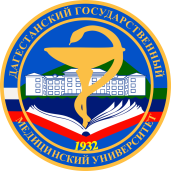 ДАГЕСТАНСКИЙ ГОСУДАРСТВЕННЫЙ
1932
МЕДИЦИНСКИЙ УНИВЕРСИТЕТ